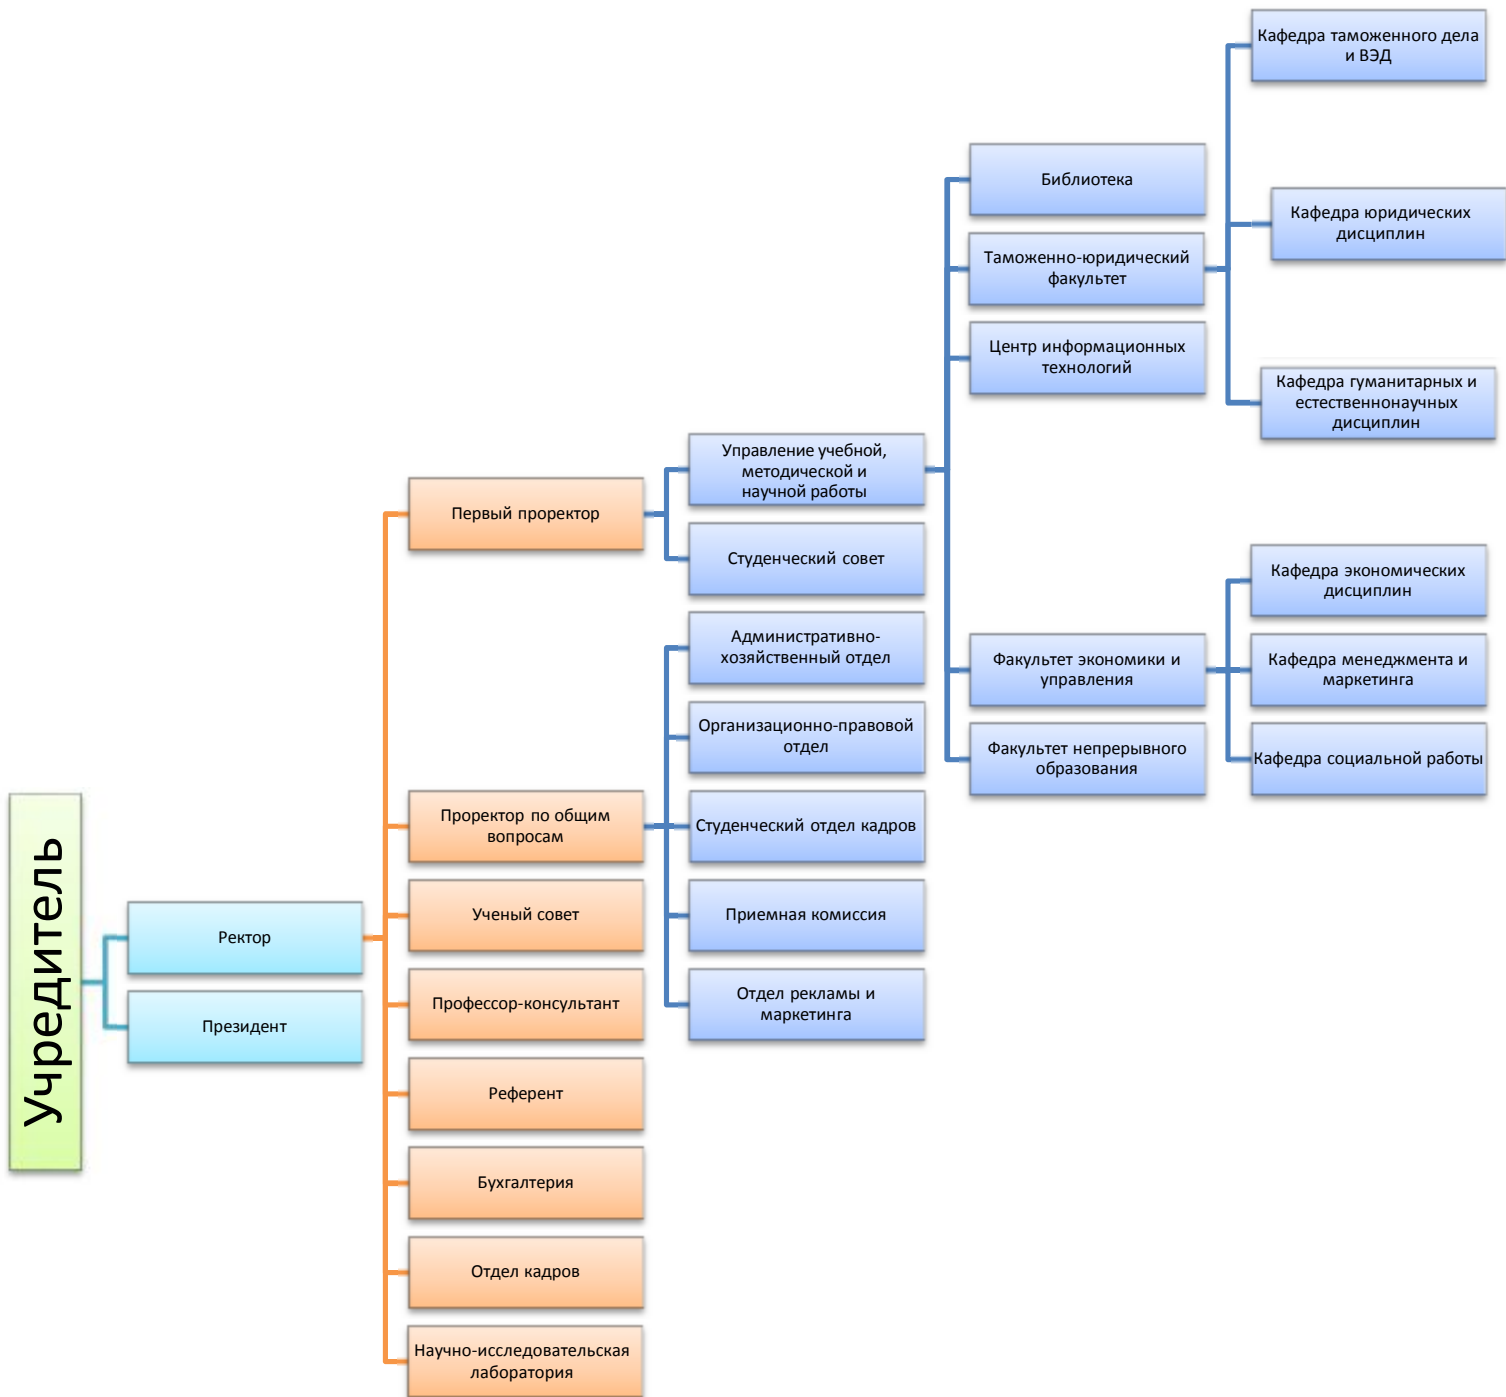 Учредитель
Ректор
Президент
Первый проректор
Проректор по общим
вопросам
Ученый совет
Профессор-консультант
Референт
Бухгалтерия
Отдел кадров
Научно-исследовательская
лаборатория
Управление учебной,
методической и
научной работы
Студенческий совет
Административно-
хозяйственный отдел
Организационно-правовой
отдел
Студенческий отдел кадров
Приемная комиссия
Отдел рекламы и
маркетинга
Библиотека
Таможенно-юридический
факультет
Центр информационных
технологий
Факультет экономики и
управления
Факультет непрерывного
образования
Кафедра таможенного дела
и ВЭД
Кафедра юридических
дисциплин
Кафедра гуманитарных и
естественнонаучных
дисциплин
Кафедра экономических
дисциплин
Кафедра менеджмента и
маркетинга
Кафедра социальной работы